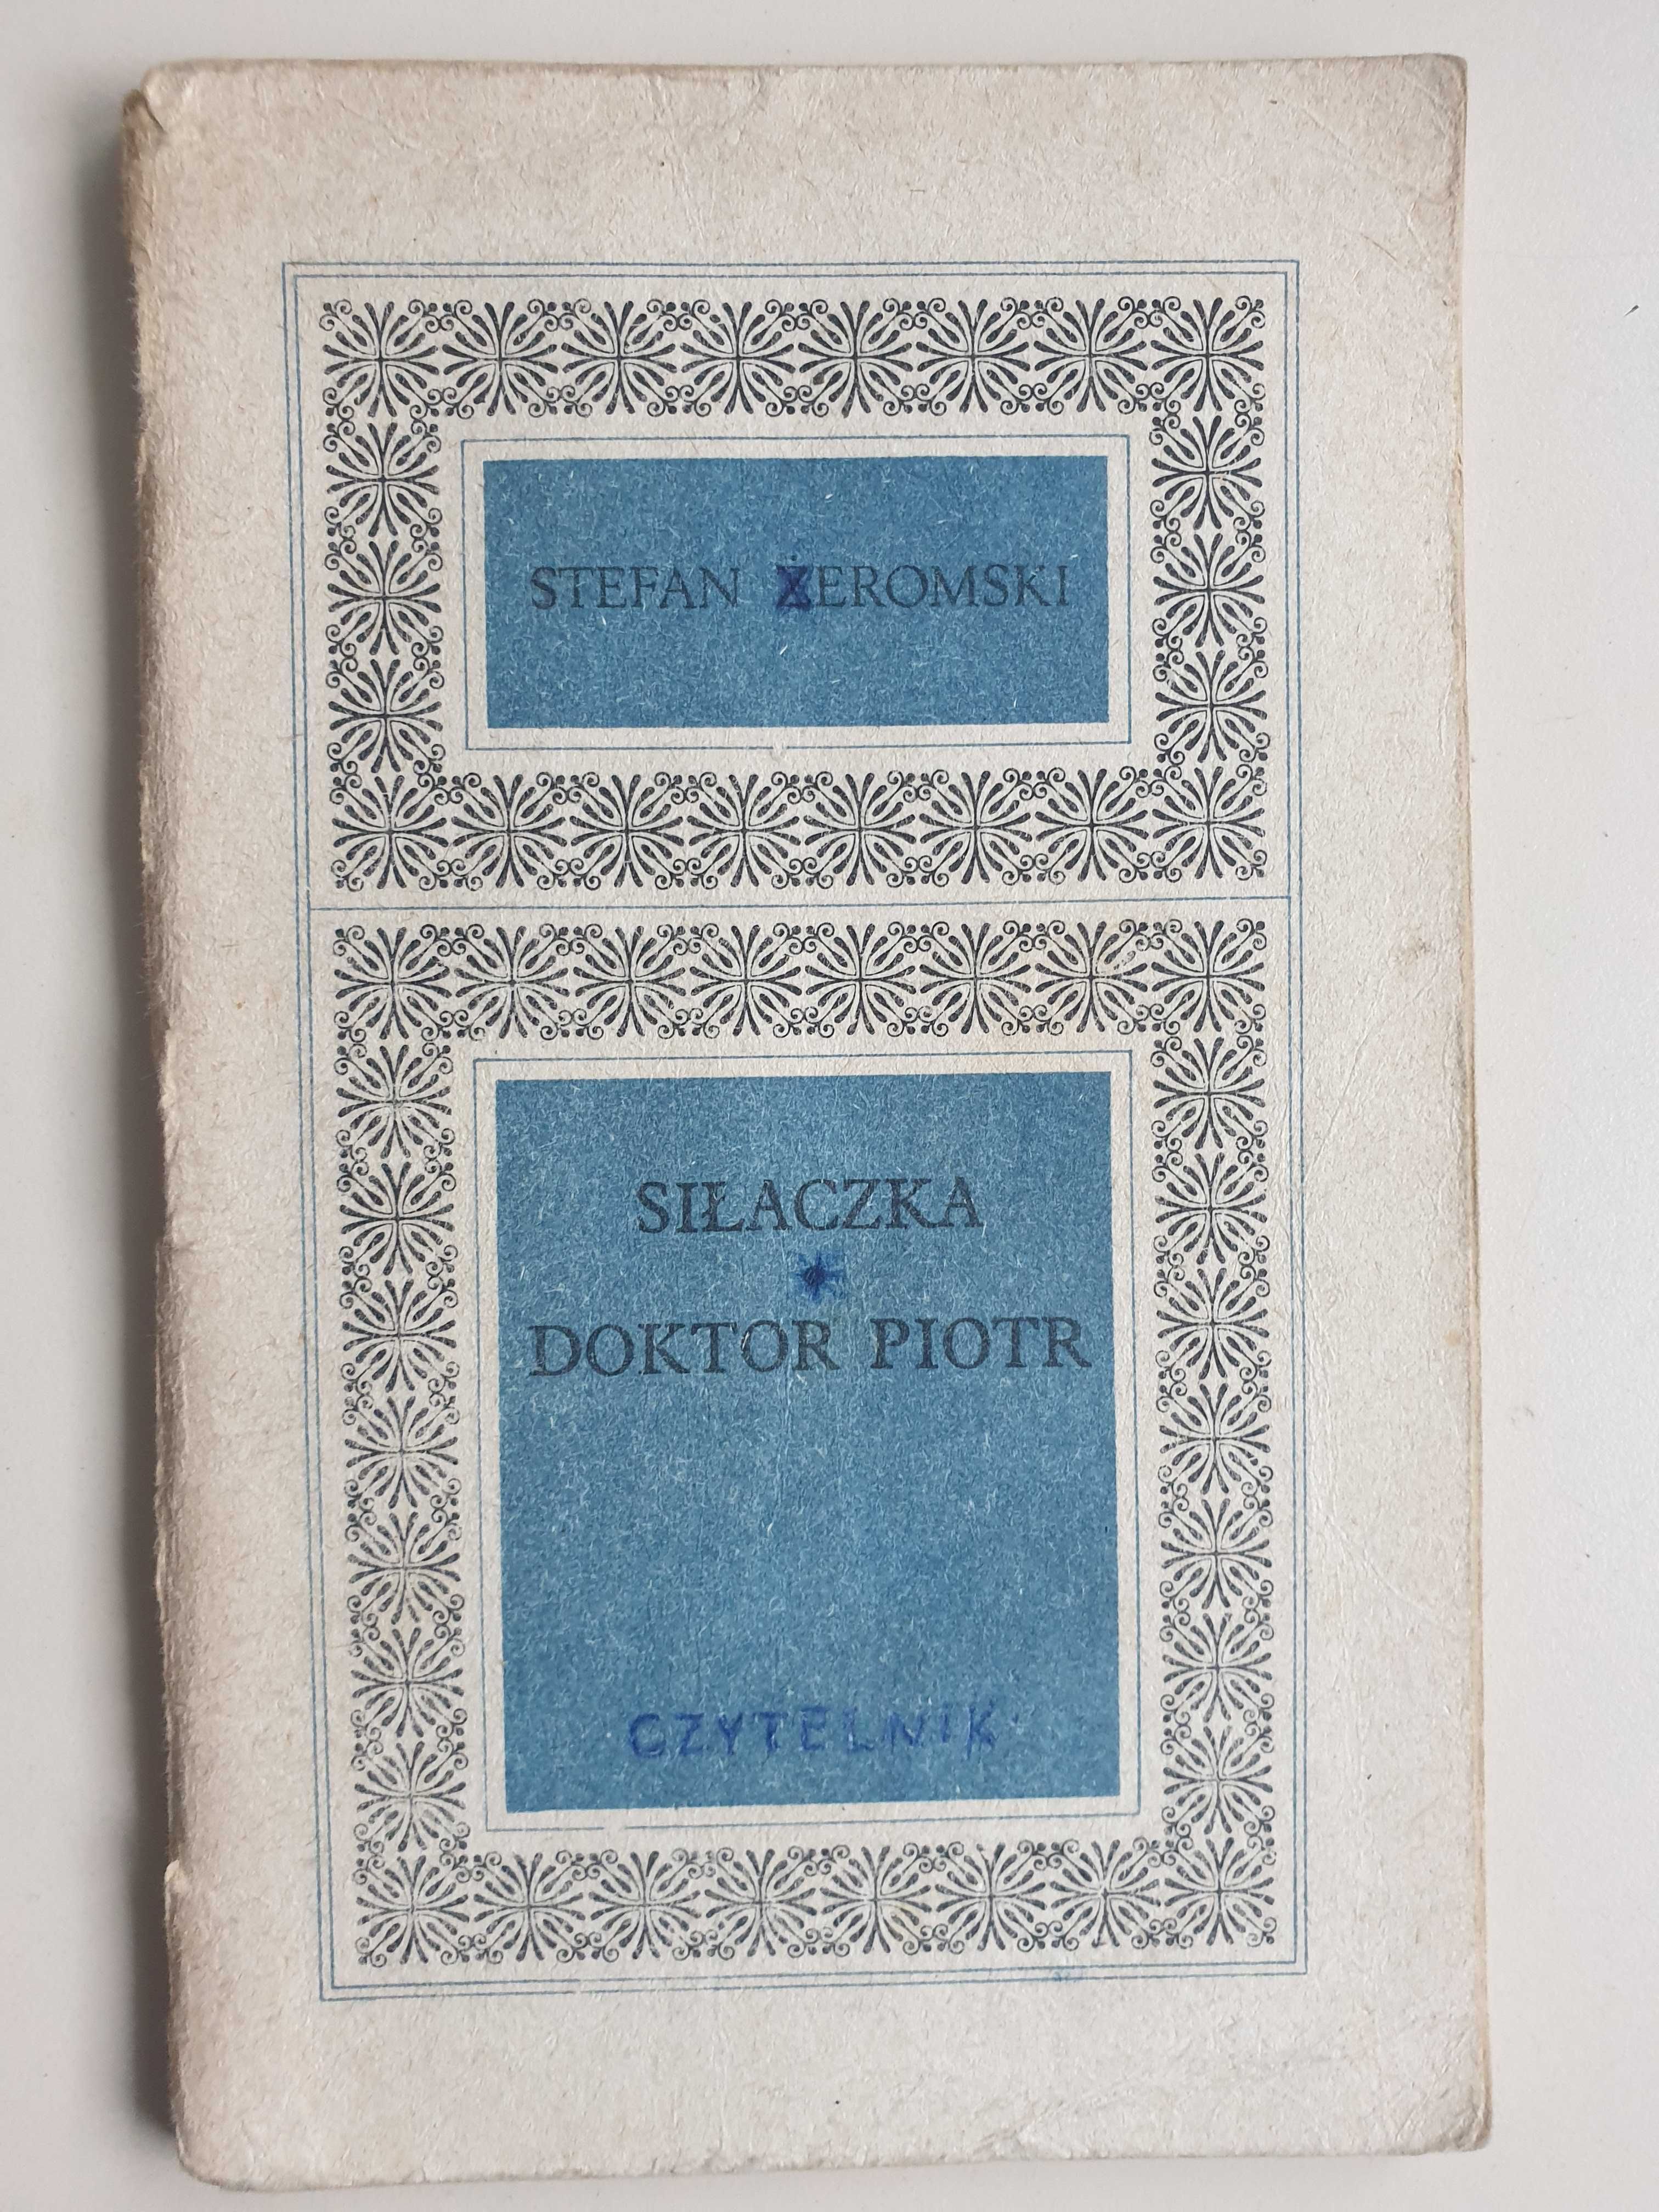 STEFAN ŻEROMSKI
SIŁACZKA
*
DOKTOR PIOTR
CZYTELNIK